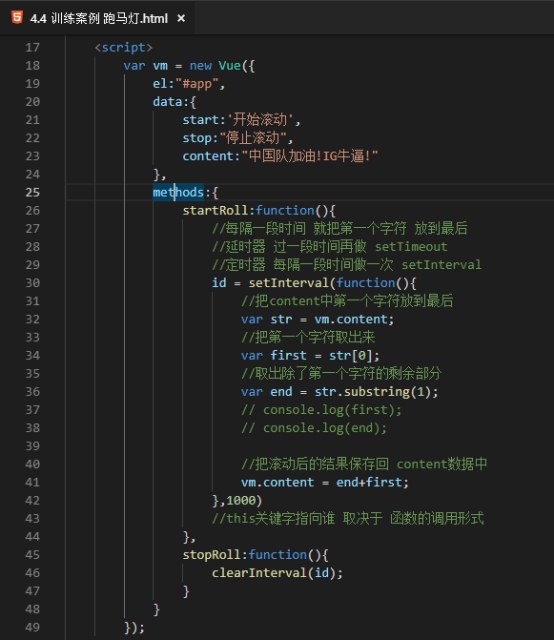 4.4 训练案例 跑马灯.html ×
17 <script>
18 var vm = new Vue({
19 el:"#app",
20 data:{
21 start:'开始滚动',
22 stop:"停止滚动",
23 content:"中国队加油!IG牛逼!"
24 },
25 methods:{
26 startRoll:function(){
27 //每隔一段时间 就把第一个字符 放到最后
28 //延时器 过一段时间再做 setTimeout
29 //定时器 每隔一段时间做一次 setInterval
30 id = setInterval(function(){
31 //把content中第一个字符放到最后
32 var str = vm.content;
33 //把第一个字符取出来
34 var first = str[0];
35 //取出除了第一个字符的剩余部分
36 var end = str.substring(1);
37 // console.log(first);
38 // console.log(end);
39
40 //把滚动后的结果保存回 content数据中
41 vm.content = end+first;
42 },1000)
43 //this关键字指向谁 取决于 函数的调用形式
44 },
45 stopRoll:function(){
46 clearInterval(id);
47 }
48 }
49 });